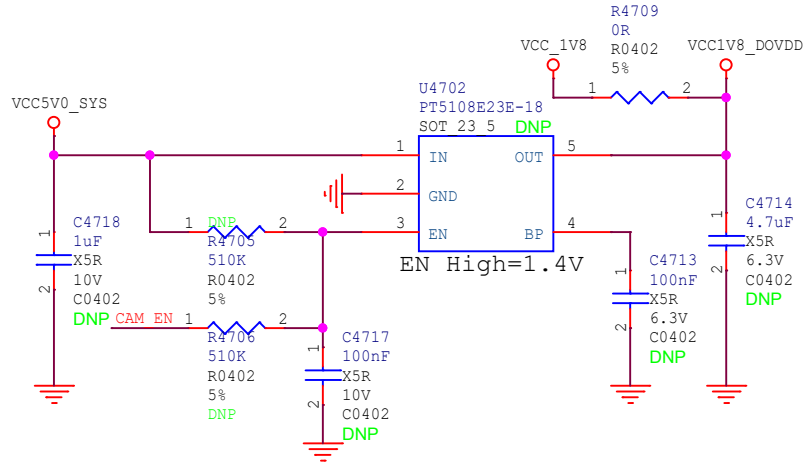 R4709
0R
R0402
5%
VCC_1V8
VCC1V8_DOVDD
1
2
VCC5V0_SYS
U4702
PT5108E23E-18
SOT_23_5
DNP
1
IN
OUT
5
2
GND
3
EN
BP
4
EN High=1.4V
1
C4718
1uF
X5R
10V
C0402
DNP
2
1
DNP
2
R4705
510K
R0402
5%
CAM_EN
1
2
R4706
510K
R0402
5%
DNP
1
C4717
100nF
X5R
10V
C0402
DNP
2
1
C4713
100nF
X5R
6.3V
C0402
DNP
2
1
C4714
4.7uF
X5R
6.3V
C0402
DNP
2